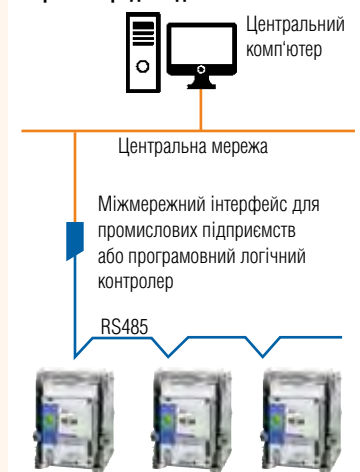 Центральний
комп'ютер
Центральна мережа
Міжмережний інтерфейс для
промислових підприємств
або програмовний логічний
контролер
RS485